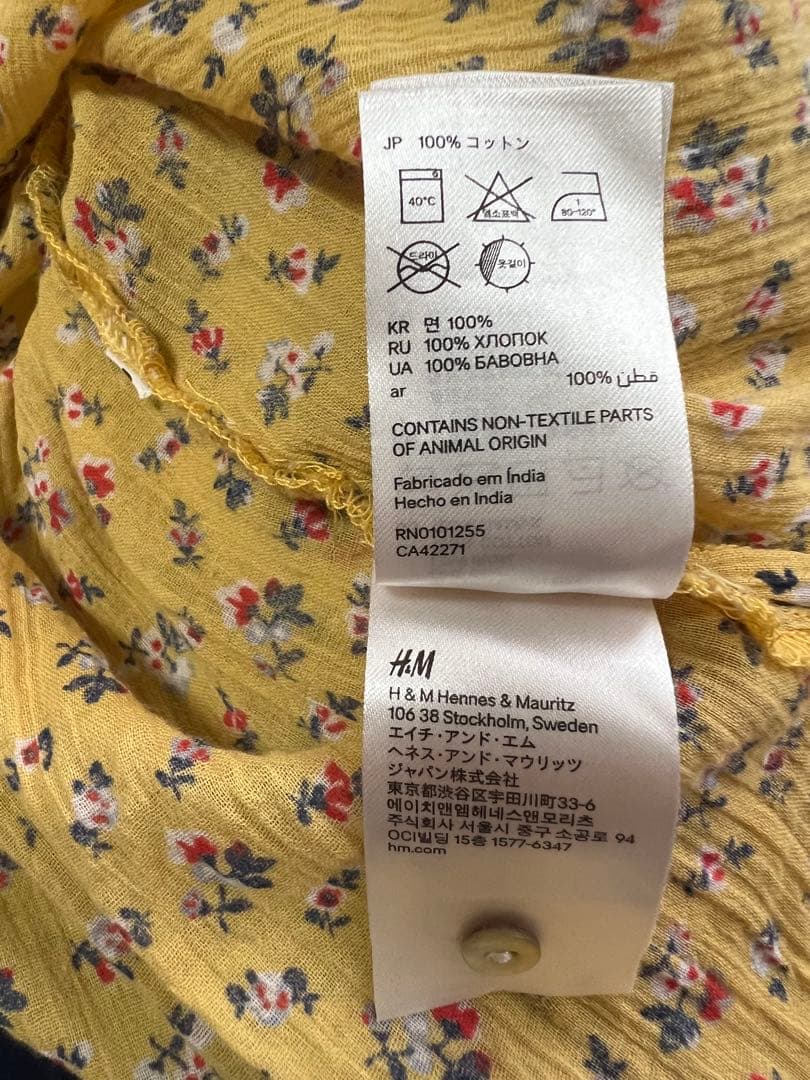 JP 100% コットン
40°C
염소표백
1
80-120°
드라이
옷걸이
KR 면 100%
RU 100% ХЛОПОК
UA 100% БАВОВНА
ar
100% قطن
CONTAINS NON-TEXTILE PARTS
OF ANIMAL ORIGIN
Fabricado em Índia
Hecho en India
RN0101255
CA42271
H&M
H & M Hennes & Mauritz
106 38 Stockholm, Sweden
エイチ・アンド・エム
ヘネス・アンド・マウリッツ
ジャパン株式会社
東京都渋谷区宇田川町33-6
에이치앤엠헤네스앤모리츠
주식회사 서울시 중구 소공로 94
OCI빌딩 15층 1577-6347
hm.com